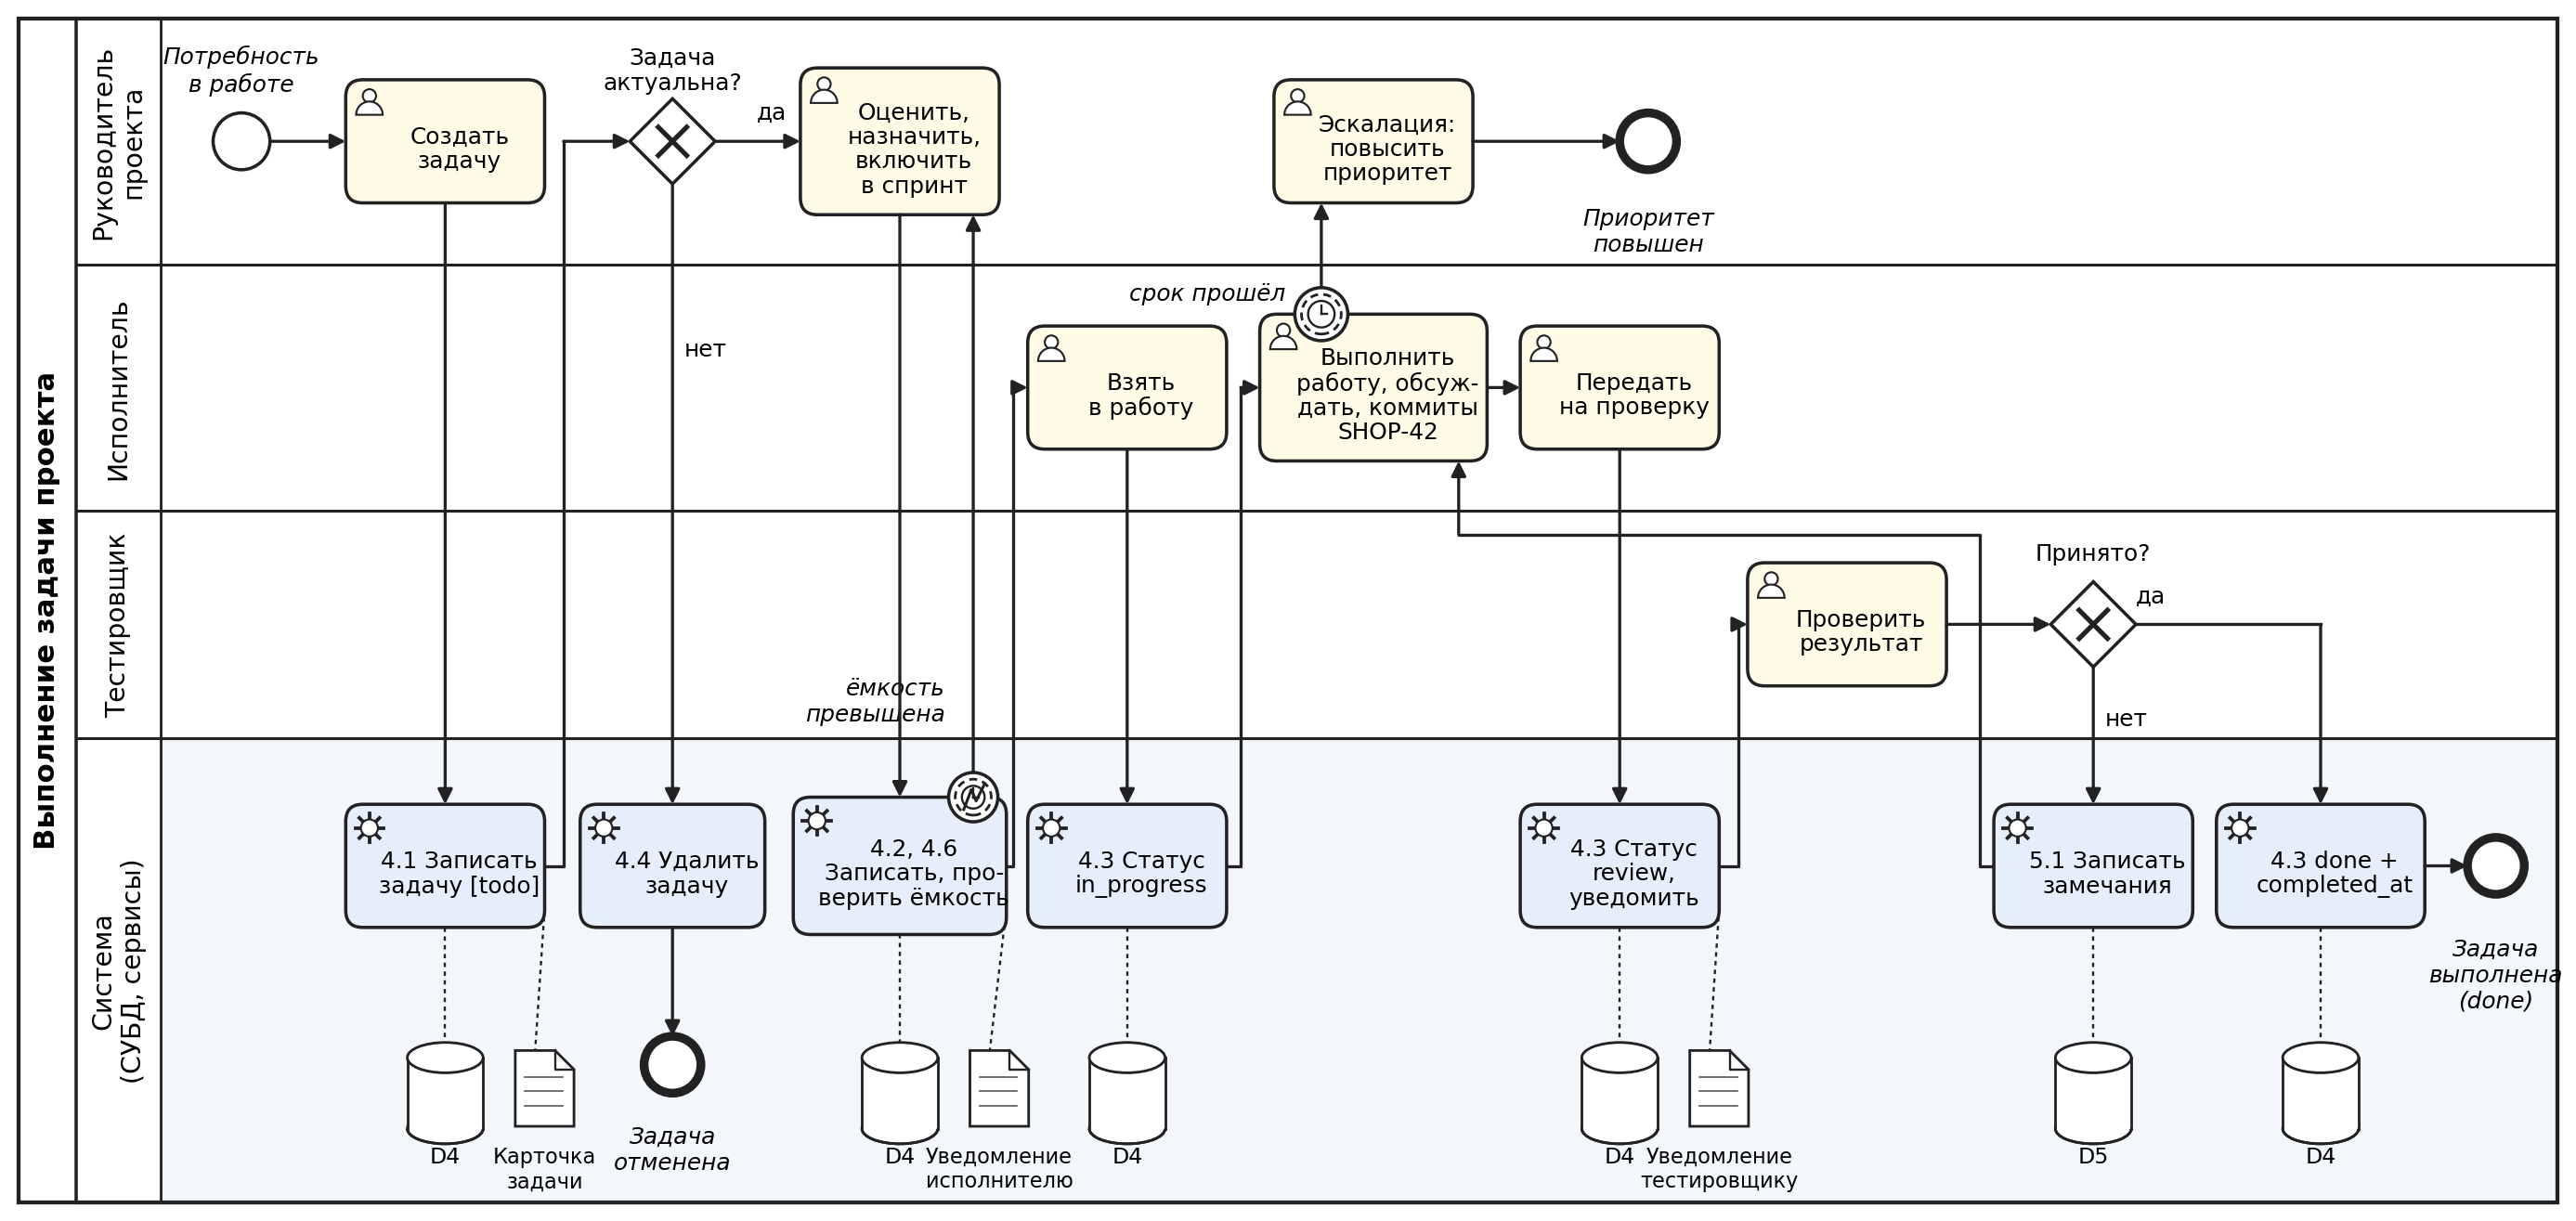 Выполнение задачи проекта
Руководитель
проекта
Потребность
в работе
Создать
задачу
Задача
актуальна?
да
нет
Оценить,
назначить,
включить
в спринт
Эскалация:
повысить
приоритет
Приоритет
повышен
Исполнитель
срок прошёл
Взять
в работу
Выполнить
работу, обсуж-
дать, коммиты
SHOP-42
Передать
на проверку
Тестировщик
ёмкость
превышена
Проверить
результат
Принято?
да
нет
Система
(СУБД, сервисы)
4.1 Записать
задачу [todo]
4.4 Удалить
задачу
4.2, 4.6
Записать, про-
верить ёмкость
4.3 Статус
in_progress
4.3 Статус
review,
уведомить
5.1 Записать
замечания
4.3 done +
completed_at
Задача
выполнена
(done)
D4
Карточка
задачи
Задача
отменена
D4
Уведомление
исполнителю
D4
D4
Уведомление
тестировщику
D5
D4